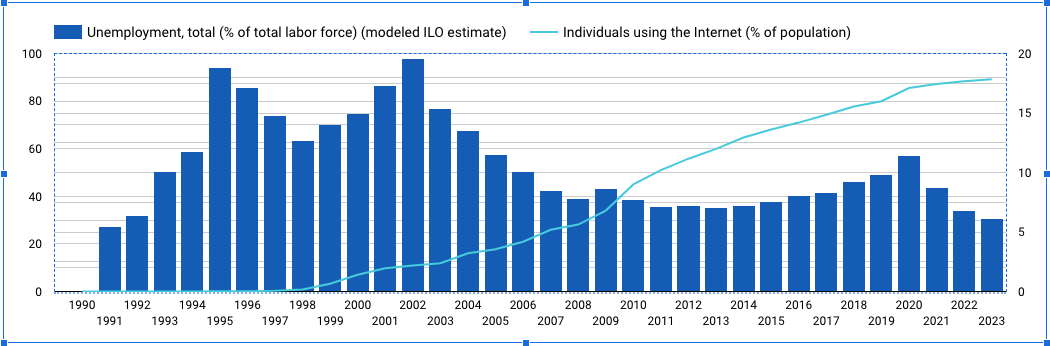 Unemployment, total (% of total labor force) (modeled ILO estimate) Individuals using the Internet (% of population)
100 20
80 15
60
10
40
5
20
0 0
1990 1992 1994 1996 1998 2000 2002 2004 2006 2008 2010 2012 2014 2016 2018 2020 2022
1991 1993 1995 1997 1999 2001 2003 2005 2007 2009 2011 2013 2015 2017 2019 2021 2023